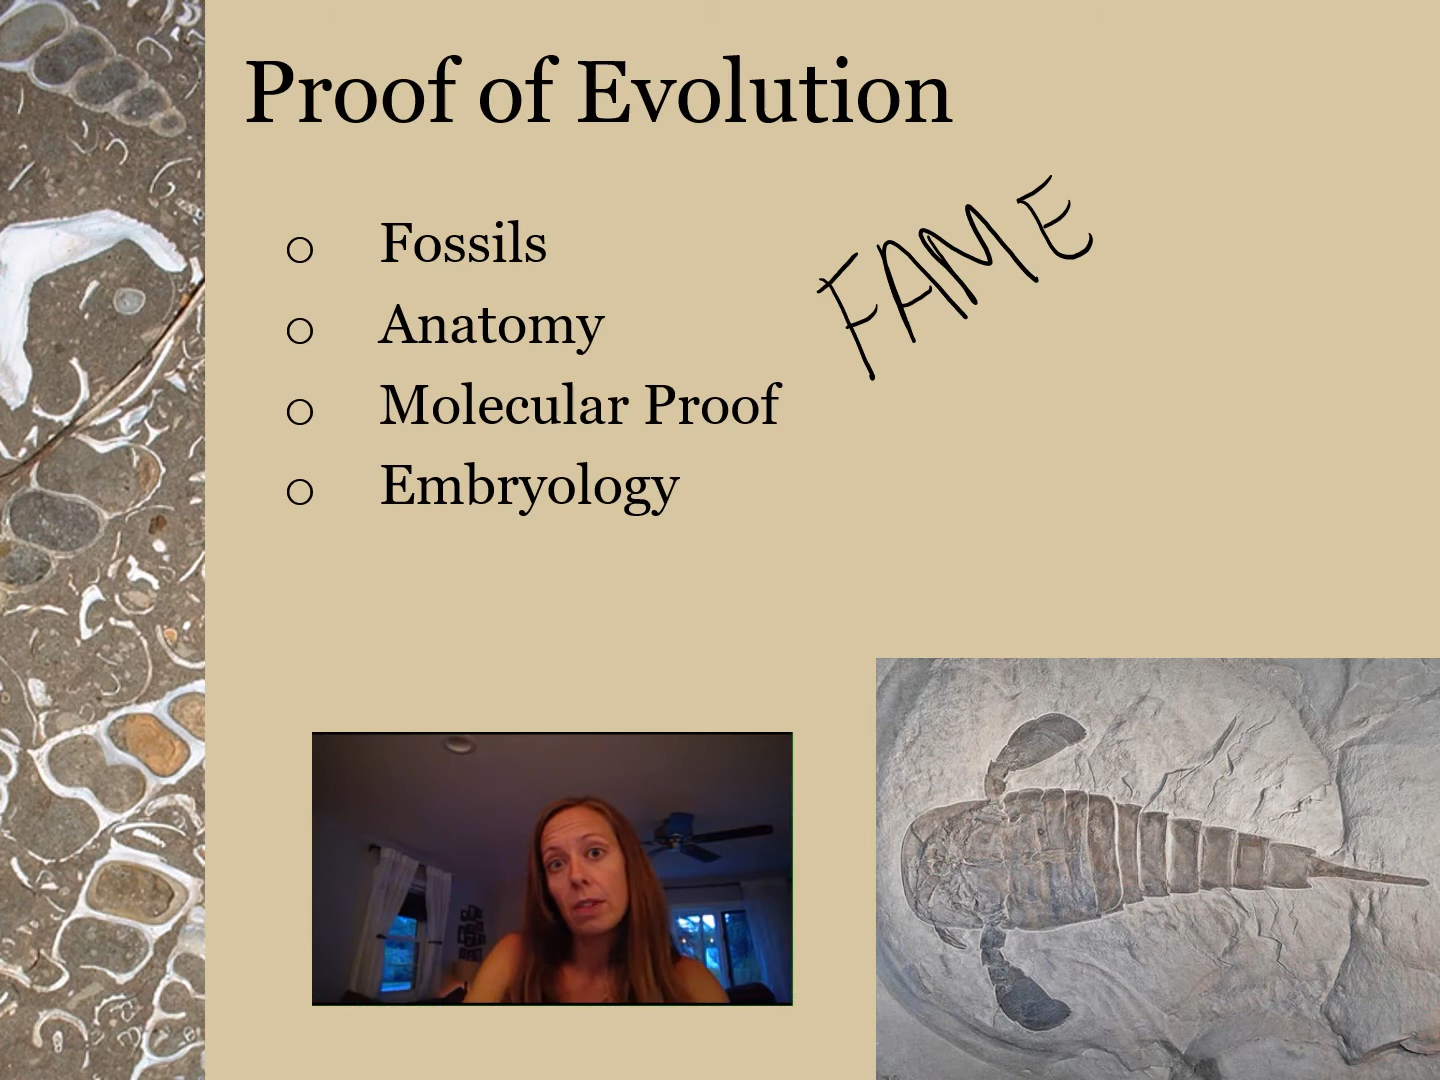 Proof of Evolution
Fossils
Anatomy
Molecular Proof
Embryology
FAME